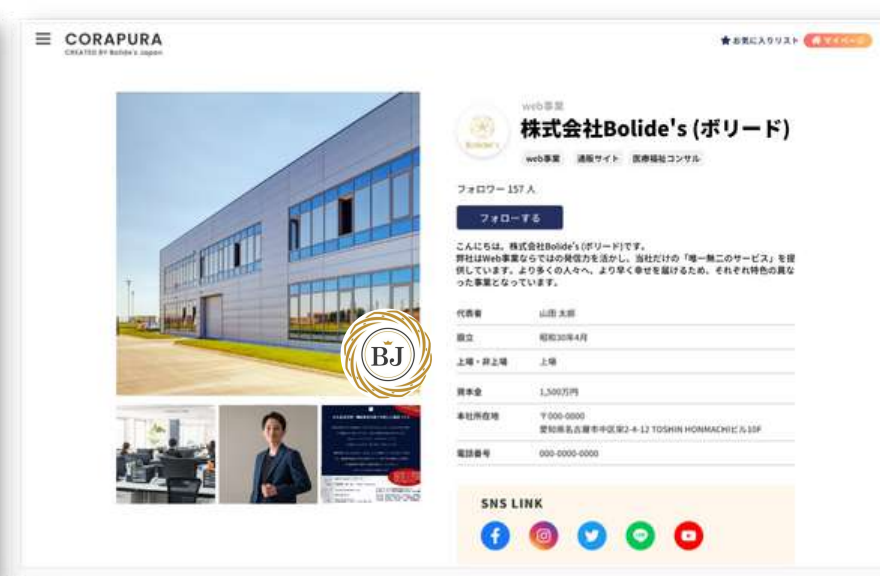 CORAPURA
CREATED BY Bolide's Japan
お気に入りリスト
マイページ
web事業
株式会社Bolide's (ボリード)
Bolide's
web事業 通販サイト 医療福祉コンサル
フォロワー 157 人
フォローする
こんにちは。株式会社Bolide's (ボリード)です。
弊社はWeb事業ならではの発信力を活かし、当社だけの「唯一無二のサービス」を提
供しています。より多くの人々へ、より早く幸せを届けるため、それぞれ特色の異な
った事業となっています。
代表者 山田 太郎
設立 昭和30年4月
上場・非上場 上場
資本金 1,500万円
本社所在地 〒000-0000
愛知県名古屋市中区栄2-4-12 TOSHIN HONMACHIビル10F
電話番号 000-0000-0000
BJ
SNS LINK